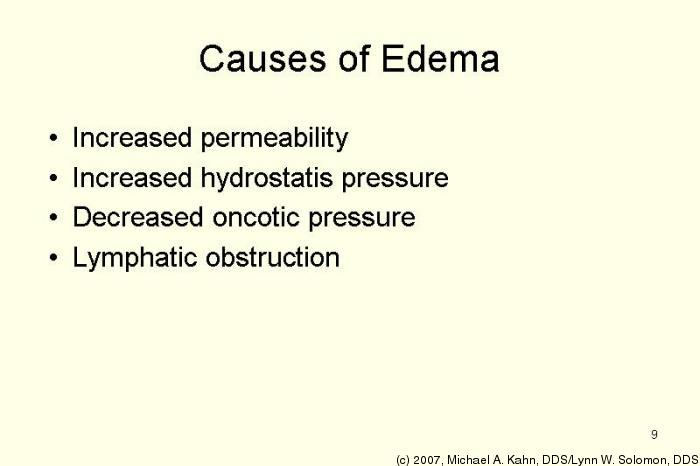 Causes of Edema
• Increased permeability
• Increased hydrostatis pressure
• Decreased oncotic pressure
• Lymphatic obstruction
9
(c) 2007, Michael A. Kahn, DDS/Lynn W. Solomon, DDS